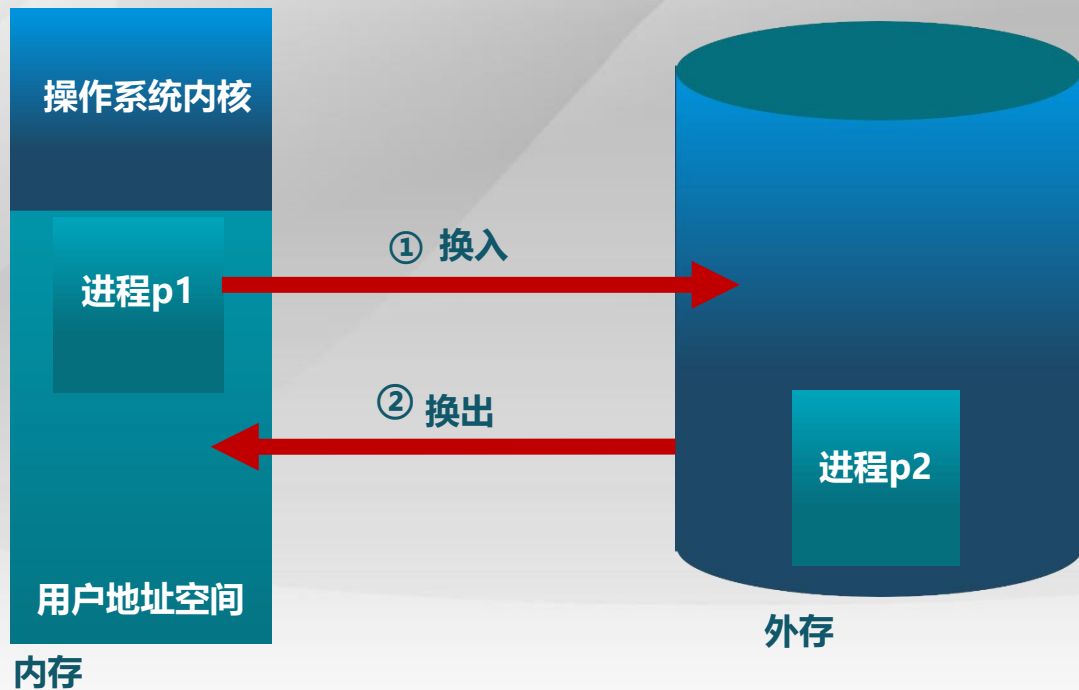 操作系统内核
进程p1
① 换入
② 换出
进程p2
用户地址空间
外存
内存